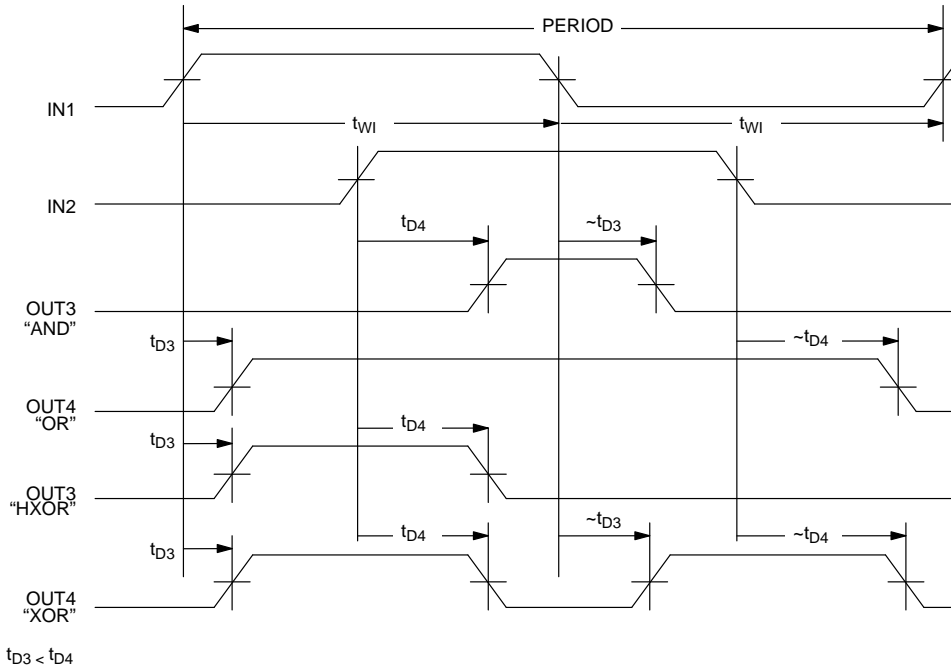 PERIOD
IN1
tWI
tWI
IN2
tD4
~tD3
OUT3
“AND”
tD3
~tD4
OUT4
“OR”
tD3
tD4
OUT3
“HXOR”
tD3
tD4
~tD3
~tD4
OUT4
“XOR”
tD3 < tD4